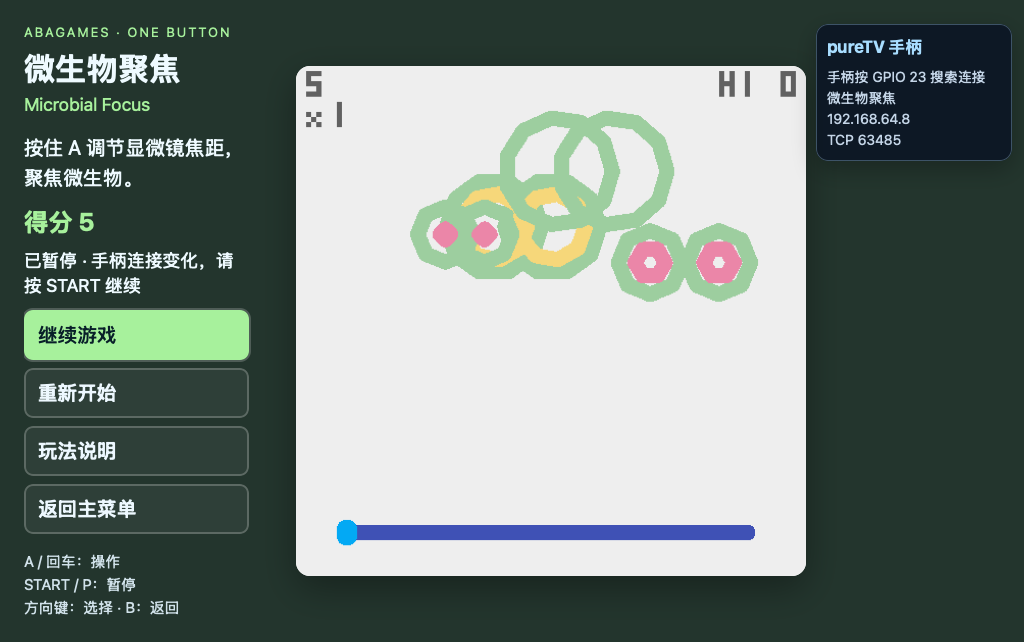 ABAGAMES · ONE BUTTON
微生物聚焦
Microbial Focus
按住 A 调节显微镜焦距，
聚焦微生物。
得分 5
已暂停 · 手柄连接变化，请
按 START 继续
继续游戏
重新开始
玩法说明
返回主菜单
A / 回车：操作
START / P：暂停
方向键：选择 · B：返回
5
HI 0
x1
pureTV 手柄
手柄按 GPIO 23 搜索连接
微生物聚焦
192.168.64.8
TCP 63485